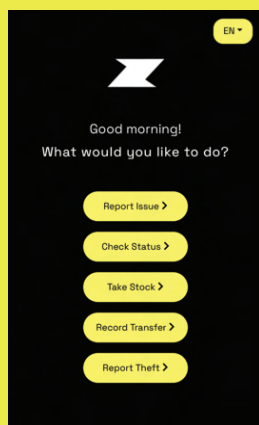 EN
Good morning!
What would you like to do?
Report Issue
Check Status
Take Stock
Record Transfer
Report Theft